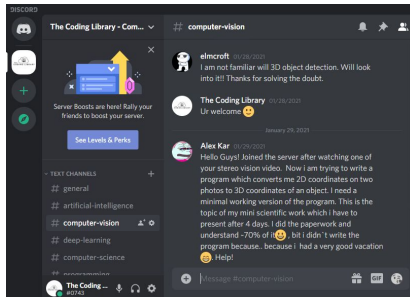 DISCORD
The Coding Library - Com...
Server Boosts are here! Rally your
friends to boost your server.
See Levels & Perks
TEXT CHANNELS
# general
# artificial-intelligence
# computer-vision
# deep-learning
# computer-science
# programming
The Coding ...
#0743
# computer-vision
elmcroft 01/28/2021
I am not familiar will 3D object detection. Will look
into it!! Thanks for solving the doubt.
The Coding Library 01/28/2021
Ur welcome
January 29, 2021
Alex Kar 01/29/2021
Hello Guys! Joined the server after watching one of
your stereo vision video. Now i am trying to write a
program which converts me 2D coordinates on two
photos to 3D coordinates of an object. I need a
minimal working version of the program. This is the
topic of my mini scientific work which i have to
present after 4 days. I did the paperwork and
understand ~70% of it , bit i didn`t write the
program because.. because i had a very good vacation
. Help!
Message #computer-vision
GIF